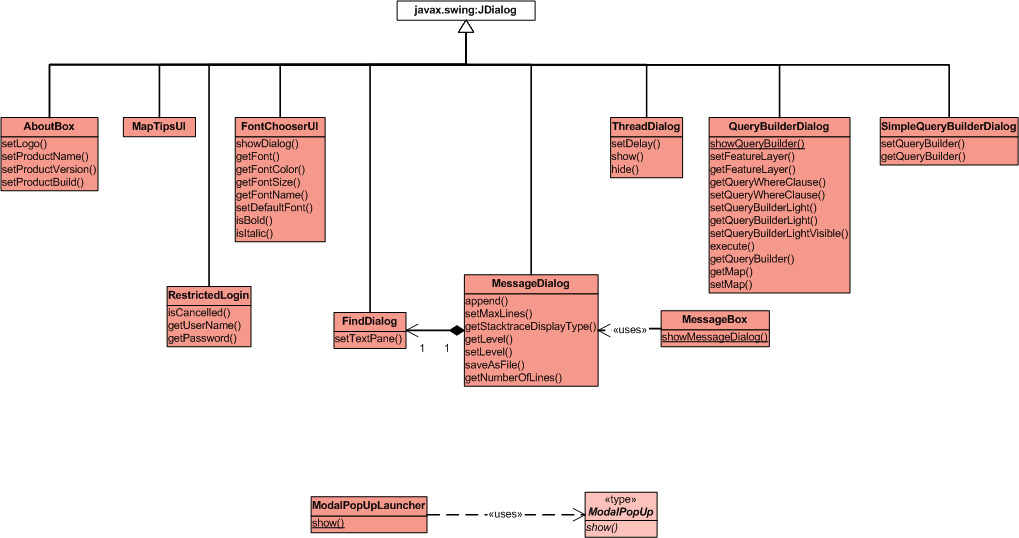 javax.swing:JDialog
AboutBox
setLogo()
setProductName()
setProductVersion()
setProductBuild()
MapTipsUI
FontChooserUI
showDialog()
getFont()
getFontColor()
getFontSize()
getFontName()
setDefaultFont()
isBold()
isItalic()
ThreadDialog
setDelay()
show()
hide()
QueryBuilderDialog
showQueryBuilder()
setFeatureLayer()
getFeatureLayer()
getQueryWhereClause()
setQueryWhereClause()
setQueryBuilderLight()
getQueryBuilderLight()
setQueryBuilderLightVisible()
execute()
getQueryBuilder()
getMap()
setMap()
SimpleQueryBuilderDialog
setQueryBuilder()
getQueryBuilder()
RestrictedLogin
isCancelled()
getUserName()
getPassword()
FindDialog
setTextPane()
1
1
MessageDialog
append()
setMaxLines()
getStacktraceDisplayType()
getLevel()
setLevel()
saveAsFile()
getNumberOfLines()
«uses»
MessageBox
showMessageDialog()
ModalPopUpLauncher
show()
«uses»
«type»
ModalPopUp
show()